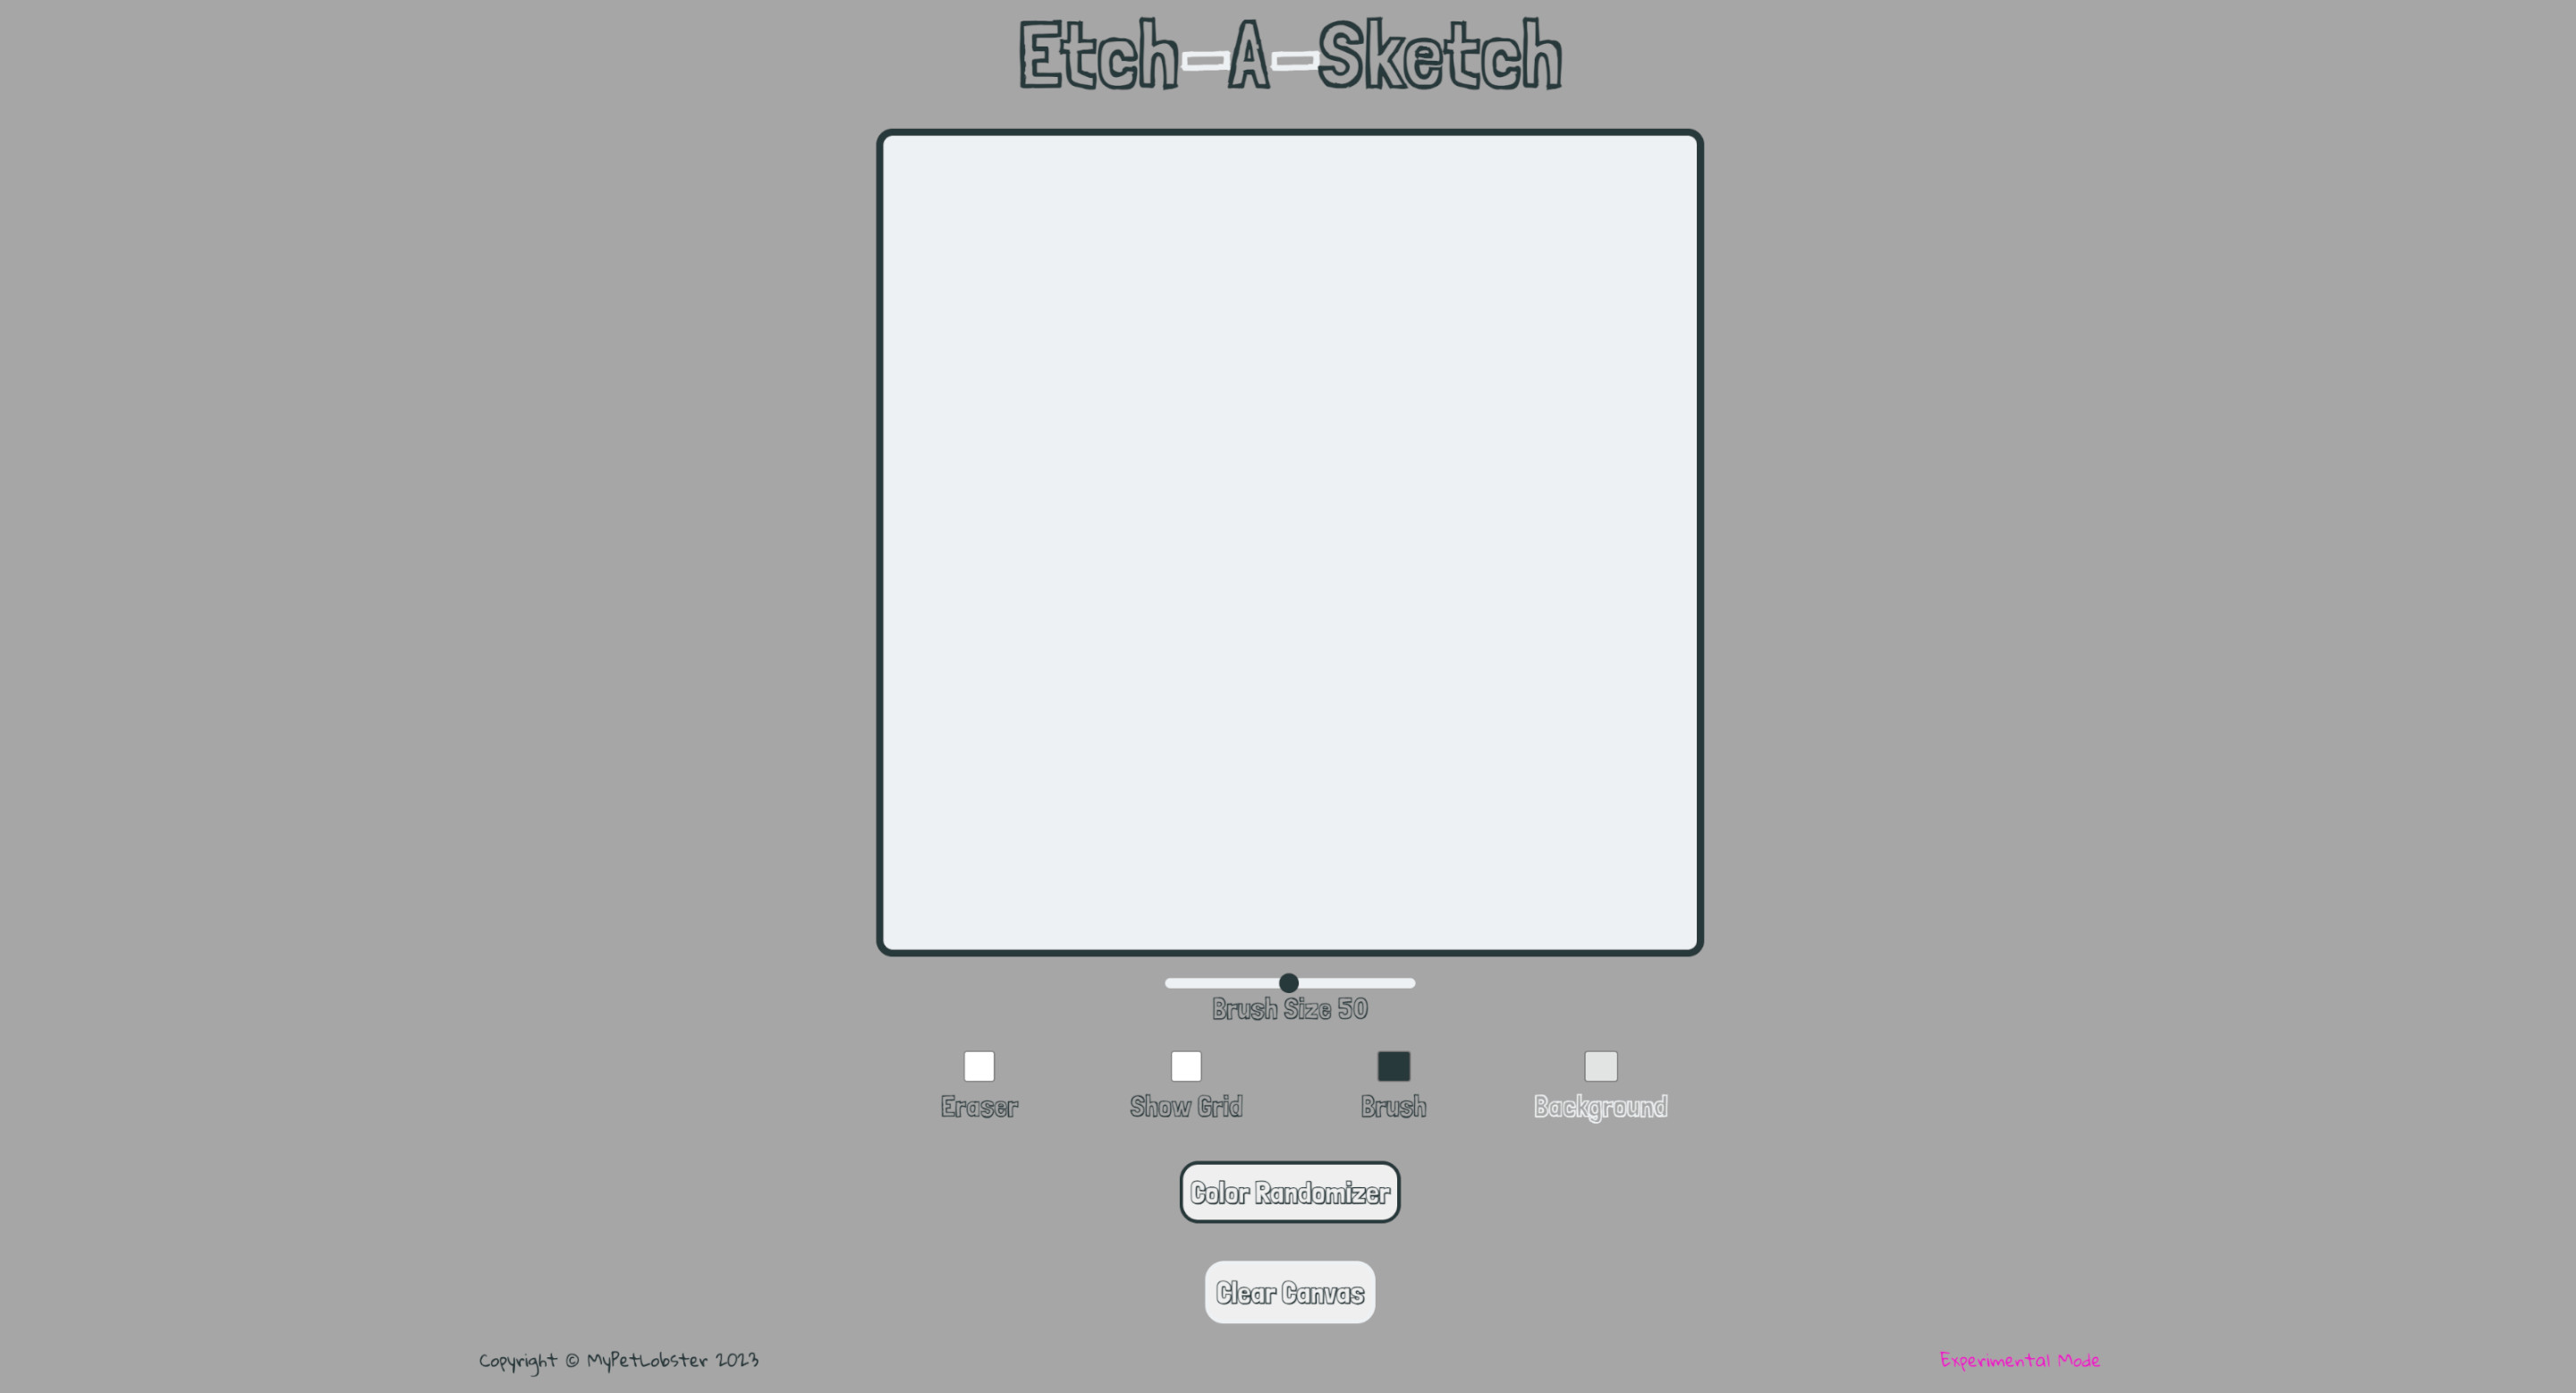 Etch-A-Sketch
Brush Size 50
Eraser
Show Grid
Brush
Background
Color Randomizer
Clear Canvas
Copyright © MyPetLobster 2023
Experimental Mode